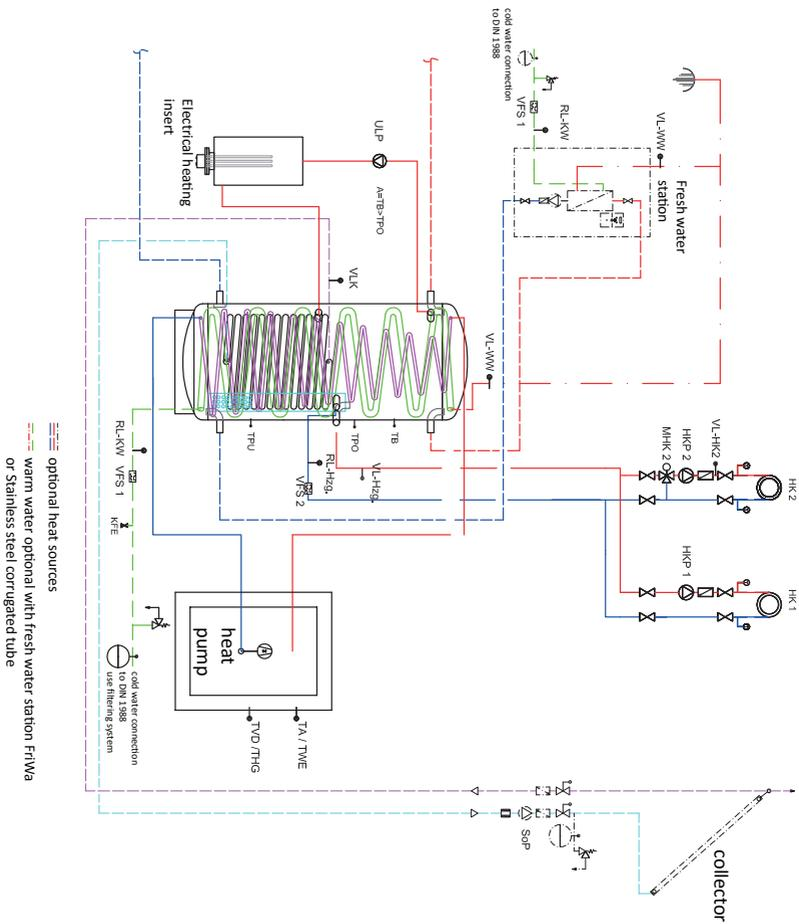 HK 2
HK 1
VL-HK2
HKP 2
MHK 2
HKP 1
cold water connection
to DIN 1988
VFS 1
RL-KW
VL-WW
Fresh water
station
ULP
A=TB>TPO
Electrical heating
insert
VLK
VL-WW
TB
TPO
TPU
VL-Hzg.
RL-Hzg.
VFS 2
RL-KW
VFS 1
KFE
cold water connection
to DIN 1988
use filtering system
heat
pump
TA / TWE
TVD /THG
SoP
collector
optional heat sources
warm water optional with fresh water station FriWa
or Stainless steel corrugated tube